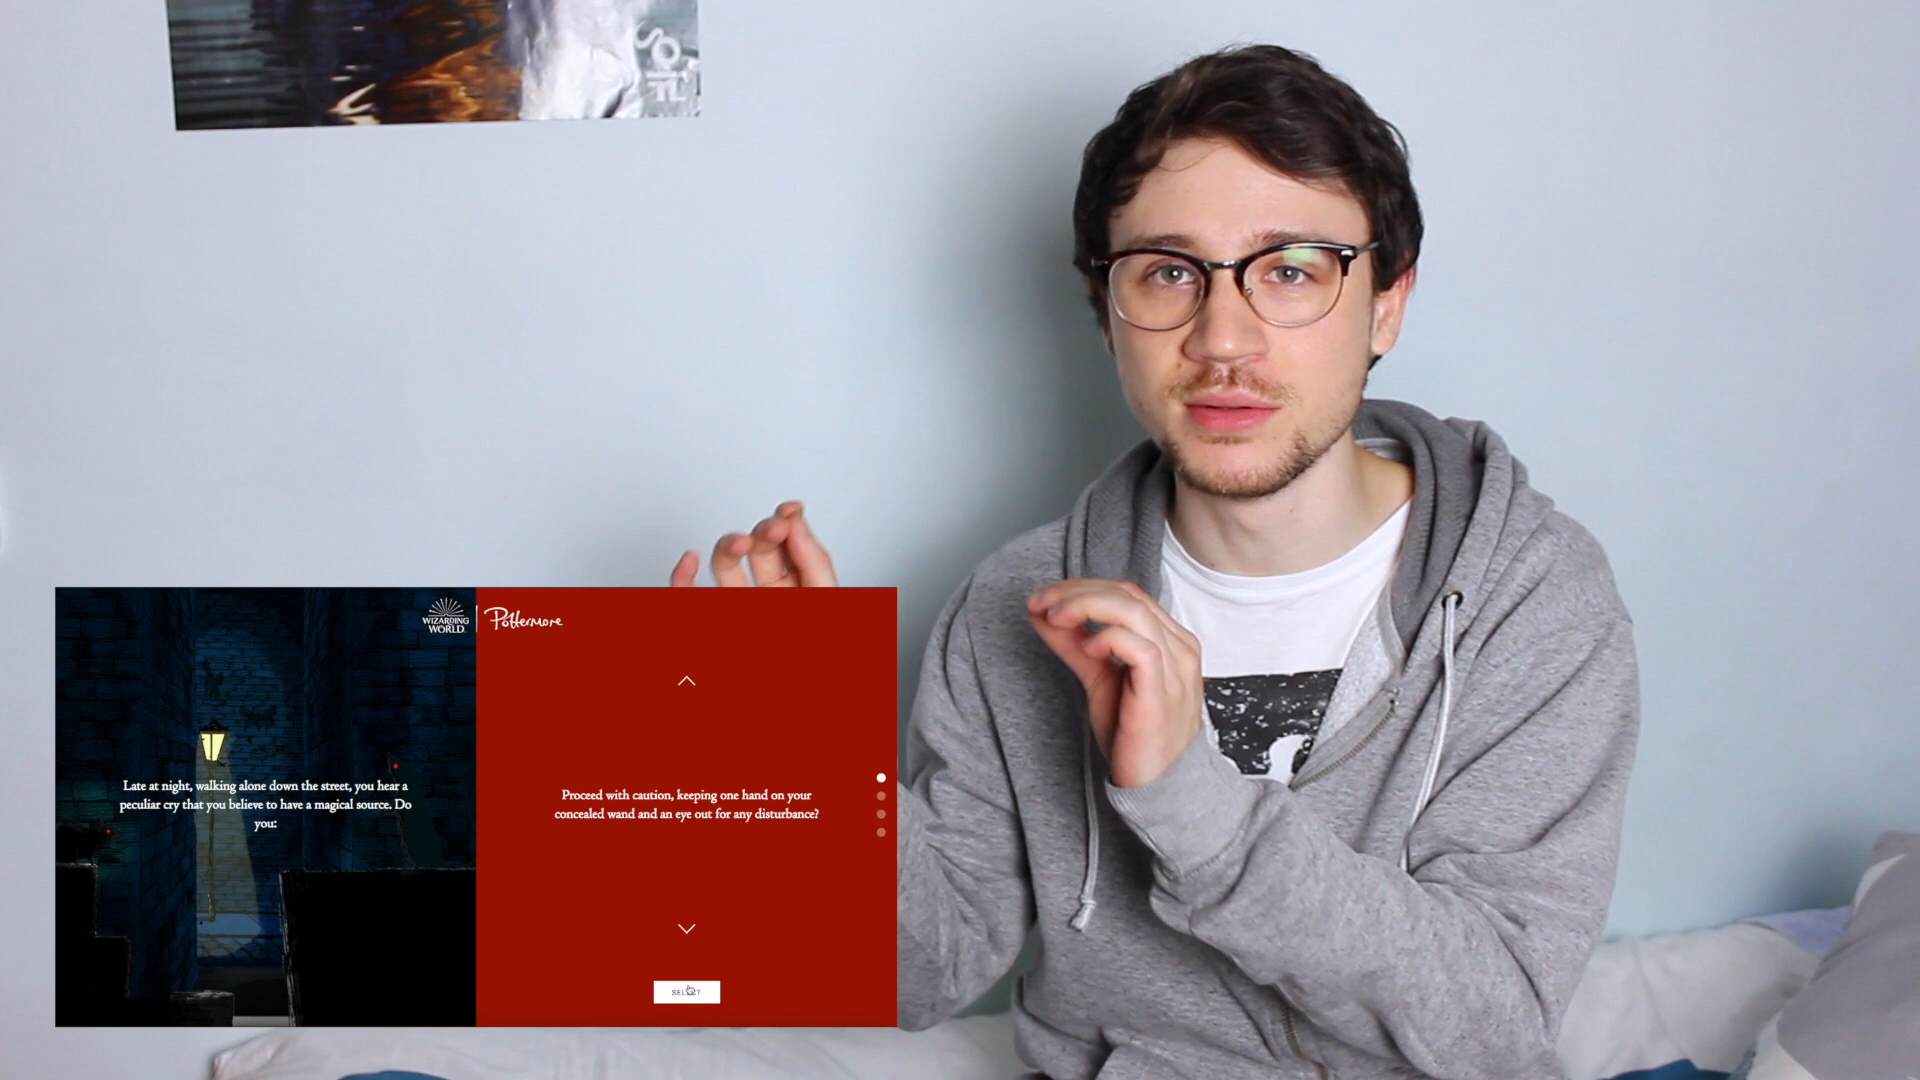 SOTL
WIZARDING
WORLD
Pottermore
Late at night, walking alone down the street, you hear a
peculiar cry that you believe to have a magical source. Do
you:
Proceed with caution, keeping one hand on your
concealed wand and an eye out for any disturbance?
SELECT